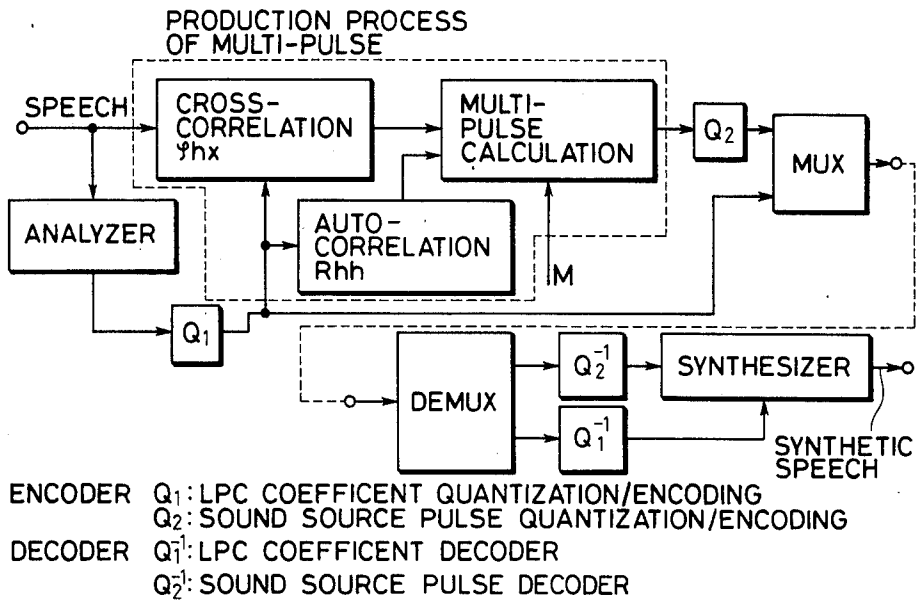 PRODUCTION PROCESS
OF MULTI-PULSE
SPEECH
CROSS-
CORRELATION
φhx
MULTI-
PULSE
CALCULATION
Q₂
MUX
ANALYZER
AUTO-
CORRELATION
Rhh
M
Q₁
DEMUX
Q₂⁻¹
SYNTHESIZER
Q₁⁻¹
SYNTHETIC
SPEECH
ENCODER Q₁: LPC COEFFICENT QUANTIZATION/ENCODING
Q₂: SOUND SOURCE PULSE QUANTIZATION/ENCODING
DECODER Q₁⁻¹: LPC COEFFICENT DECODER
Q₂⁻¹: SOUND SOURCE PULSE DECODER